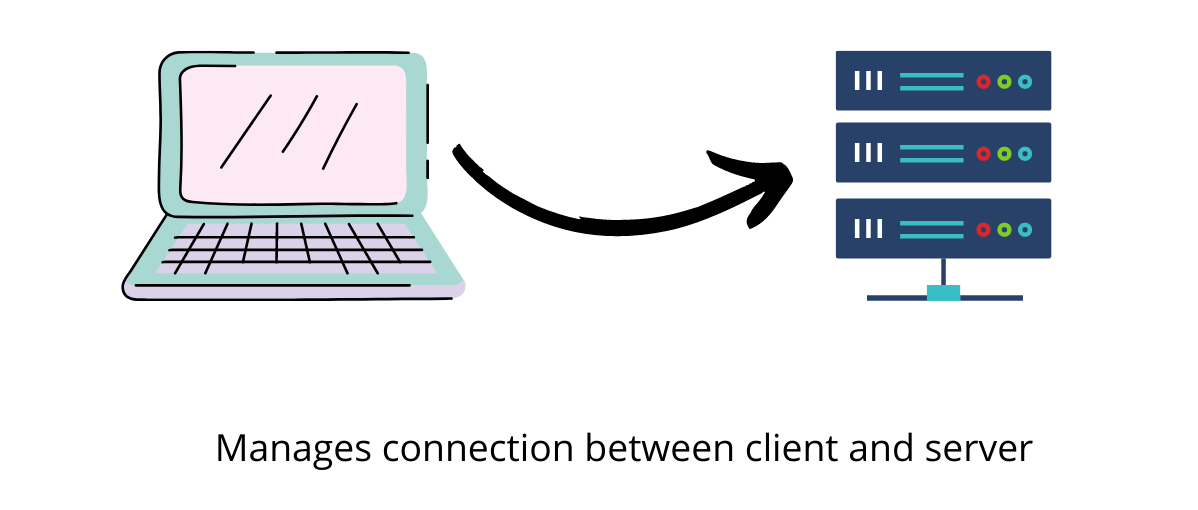 Manages connection between client and server